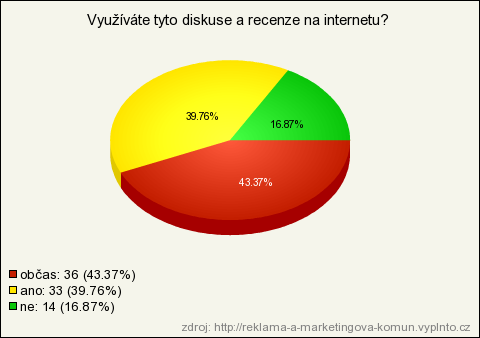 Využíváte tyto diskuse a recenze na internetu?
39.76%
16.87%
43.37%
občas: 36 (43.37%)
ano: 33 (39.76%)
ne: 14 (16.87%)
zdroj: http://reklama-a-marketingova-komun.vyplnto.cz